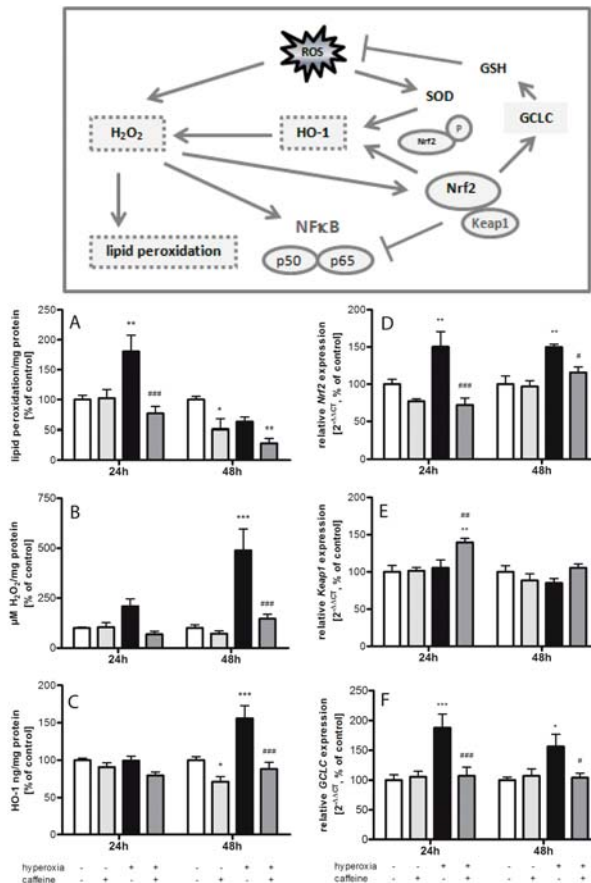 ROS
GSH
SOD
H₂O₂
HO-1
Nrf2
P
GCLC
Nrf2
Keap1
NFκB
p50
p65
lipid peroxidation
A
lipid peroxidation/mg protein
[% of control]
250
200
150
100
50
0
**
###
*
**
24h
48h
D
relative Nrf2 expression
[2^-ΔΔCT, % of control]
200
150
100
50
0
**
###
**
#
24h
48h
B
µM H₂O₂/mg protein
[% of control]
750
500
250
0
***
###
24h
48h
E
relative Keap1 expression
[2^-ΔΔCT, % of control]
200
150
100
50
0
##
**
24h
48h
C
HO-1 ng/mg protein
[% of control]
200
150
100
50
0
*
***
###
24h
48h
F
relative GCLC expression
[2^-ΔΔCT, % of control]
250
200
150
100
50
0
***
###
*
#
24h
48h
hyperoxia - - + + - - + +
caffeine - + - + - + - +
hyperoxia - - + + - - + +
caffeine - + - + - + - +